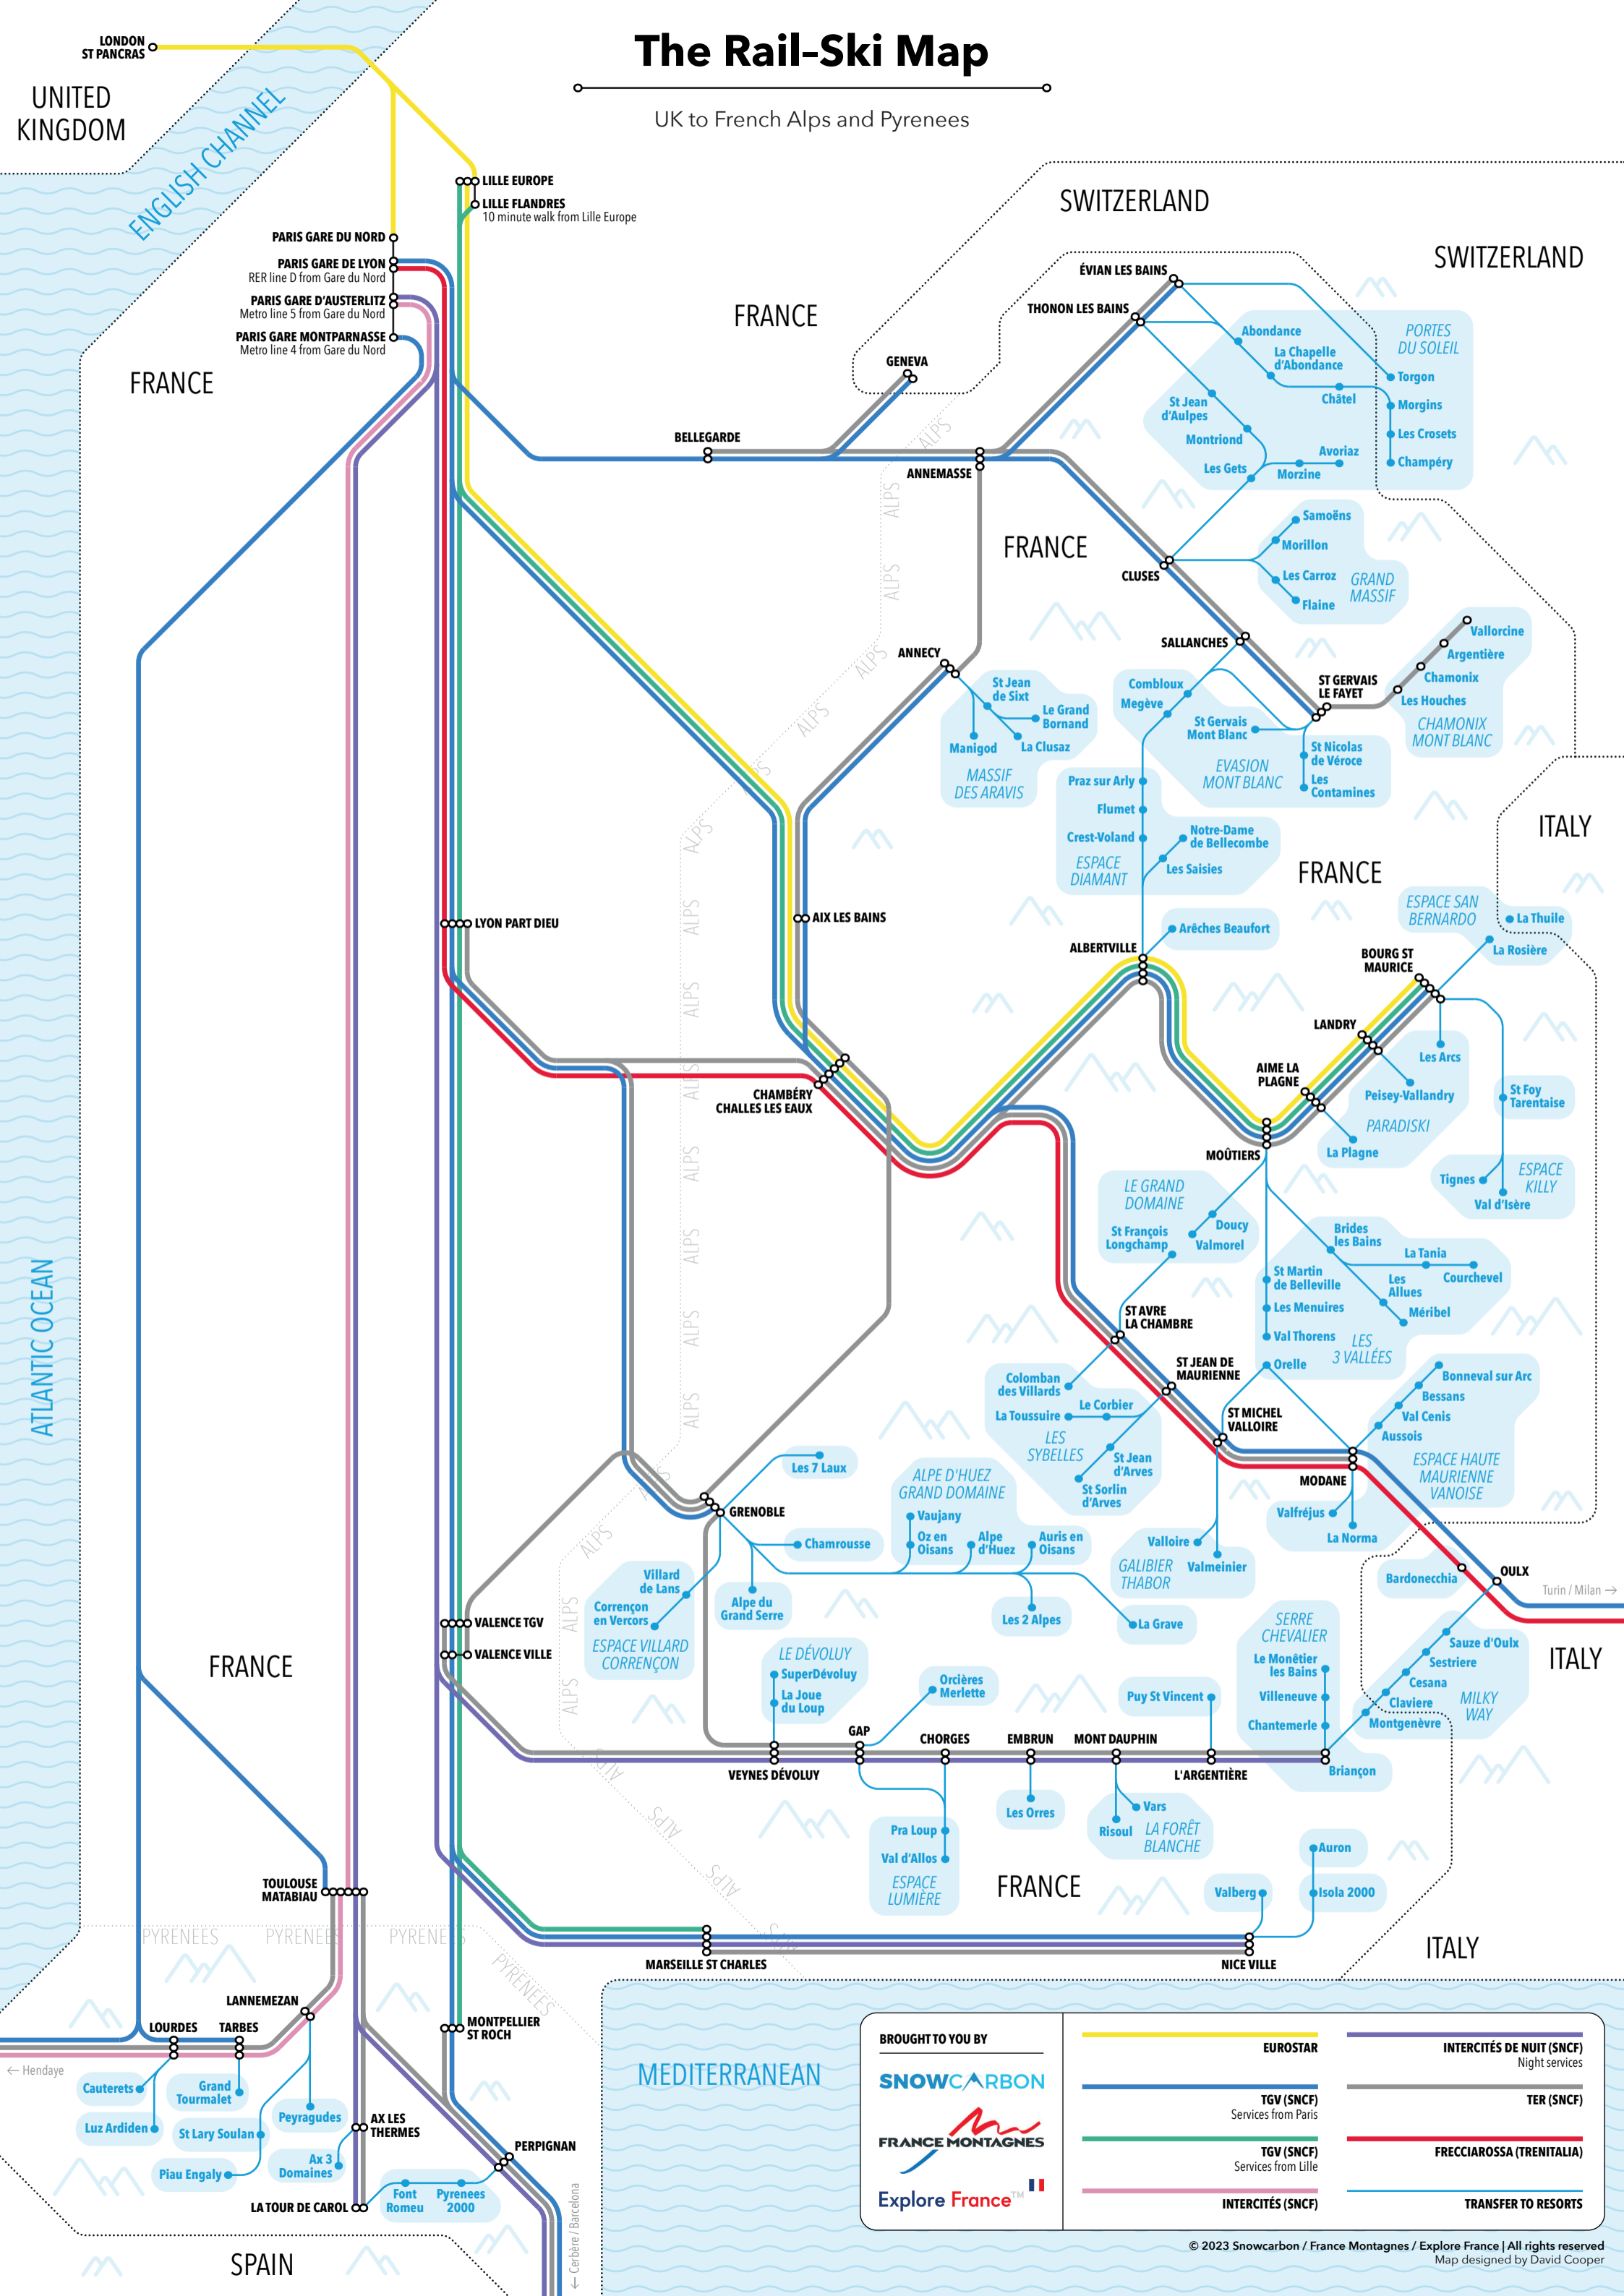 The Rail-Ski Map
UK to French Alps and Pyrenees
LONDON
ST PANCRAS
UNITED
KINGDOM
ENGLISH CHANNEL
LILLE EUROPE
LILLE FLANDRES
10 minute walk from Lille Europe
PARIS GARE DU NORD
PARIS GARE DE LYON
RER line D from Gare du Nord
PARIS GARE D'AUSTERLITZ
Metro line 5 from Gare du Nord
PARIS GARE MONTPARNASSE
Metro line 4 from Gare du Nord
FRANCE
FRANCE
SWITZERLAND
SWITZERLAND
ÉVIAN LES BAINS
THONON LES BAINS
GENEVA
BELLEGARDE
ANNEMASSE
Abondance
La Chapelle
d'Abondance
Châtel
PORTES
DU SOLEIL
Torgon
Morgins
Les Crosets
Champéry
St Jean
d'Aulpes
Montriond
Les Gets
Morzine
Avoriaz
ALPS
ALPS
ALPS
ALPS
ALPS
FRANCE
CLUSES
Samoëns
Morillon
Les Carroz
Flaine
GRAND
MASSIF
SALLANCHES
ST GERVAIS
LE FAYET
Vallorcine
Argentière
Chamonix
Les Houches
CHAMONIX
MONT BLANC
ANNECY
St Jean
de Sixt
Le Grand
Bornand
La Clusaz
Manigod
MASSIF
DES ARAVIS
Combloux
Megève
St Gervais
Mont Blanc
St Nicolas
de Véroce
Les
Contamines
EVASION
MONT BLANC
Praz sur Arly
Flumet
Crest-Voland
Notre-Dame
de Bellecombe
Les Saisies
ESPACE
DIAMANT
ITALY
FRANCE
ALPS
ALPS
ALPS
ALPS
ALPS
ALPS
ALPS
LYON PART DIEU
AIX LES BAINS
ALBERTVILLE
Arêches Beaufort
ESPACE SAN
BERNARDO
La Thuile
La Rosière
BOURG ST
MAURICE
LANDRY
AIME LA
PLAGNE
Les Arcs
Peisey-Vallandry
PARADISKI
La Plagne
St Foy
Tarentaise
Tignes
ESPACE
KILLY
Val d'Isère
CHAMBÉRY
CHALLES LES EAUX
MOÛTIERS
LE GRAND
DOMAINE
Doucy
Valmorel
St François
Longchamp
Brides
les Bains
La Tania
Courchevel
Les
Allues
Méribel
St Martin
de Belleville
Les Menuires
Val Thorens
LES
3 VALLÉES
Orelle
ATLANTIC OCEAN
ST AVRE
LA CHAMBRE
ST JEAN DE
MAURIENNE
ST MICHEL
VALLOIRE
Colomban
des Villards
La Toussuire
Le Corbier
LES
SYBELLES
St Jean
d'Arves
St Sorlin
d'Arves
Bonneval sur Arc
Bessans
Val Cenis
Aussois
ESPACE HAUTE
MAURIENNE
VANOISE
MODANE
Valfréjus
La Norma
Valloire
Valmeinier
GALIBIER
THABOR
Bardonecchia
OULX
Turin / Milan →
ITALY
GRENOBLE
Les 7 Laux
Chamrousse
ALPE D'HUEZ
GRAND DOMAINE
Vaujany
Oz en
Oisans
Alpe
d'Huez
Auris en
Oisans
Les 2 Alpes
La Grave
Alpe du
Grand Serre
Villard
de Lans
Corrençon
en Vercors
ESPACE VILLARD
CORRENÇON
ALPS
ALPS
ALPS
ALPS
ALPS
ALPS
FRANCE
VALENCE TGV
VALENCE VILLE
LE DÉVOLUY
SuperDévoluy
La Joue
du Loup
Orcières
Merlette
Puy St Vincent
SERRE
CHEVALIER
Le Monêtier
les Bains
Villeneuve
Chantemerle
Briançon
Sauze d'Oulx
Sestriere
Cesana
Claviere
Montgenèvre
MILKY
WAY
VEYNES DÉVOLUY
GAP
CHORGES
EMBRUN
MONT DAUPHIN
L'ARGENTIÈRE
Pra Loup
Val d'Allos
ESPACE
LUMIÈRE
Les Orres
Vars
Risoul
LA FORÊT
BLANCHE
FRANCE
Auron
Isola 2000
Valberg
MARSEILLE ST CHARLES
NICE VILLE
ITALY
TOULOUSE
MATABIAU
PYRENEES
PYRENEES
PYRENEES
PYRENEES
LANNEMEZAN
LOURDES
TARBES
← Hendaye
Cauterets
Luz Ardiden
Grand
Tourmalet
St Lary Soulan
Piau Engaly
Peyragudes
Ax 3
Domaines
AX LES
THERMES
LA TOUR DE CAROL
Font
Romeu
Pyrenees
2000
MONTPELLIER
ST ROCH
PERPIGNAN
← Cerbère / Barcelona
SPAIN
MEDITERRANEAN
BROUGHT TO YOU BY
SNOWCARBON
FRANCE MONTAGNES
Explore France™
EUROSTAR
TGV (SNCF)
Services from Paris
TGV (SNCF)
Services from Lille
INTERCITÉS (SNCF)
INTERCITÉS DE NUIT (SNCF)
Night services
TER (SNCF)
FRECCIAROSSA (TRENITALIA)
TRANSFER TO RESORTS
© 2023 Snowcarbon / France Montagnes / Explore France | All rights reserved
Map designed by David Cooper